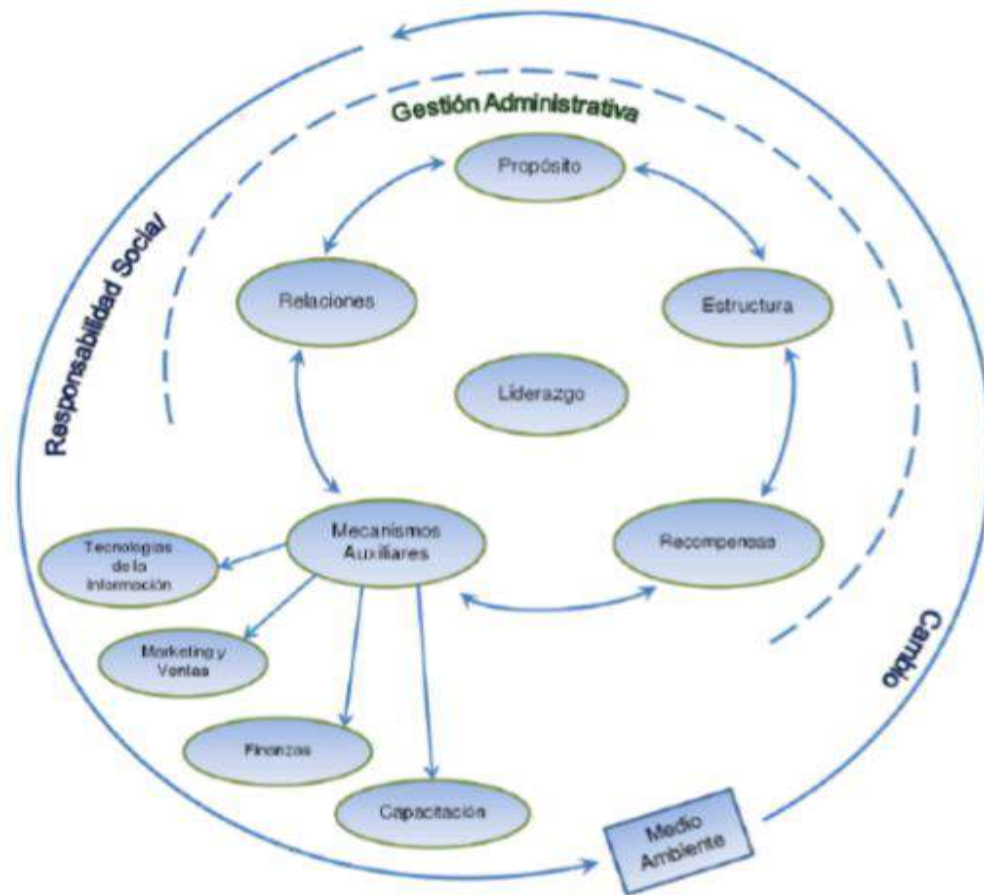 Gestión Administrativa
Propósito
Responsabilidad Social
Relaciones
Estructura
Liderazgo
Mecanismos
Auxiliares
Recompensas
Tecnologías
de la
Información
Marketing y
Ventas
Cambio
Finanzas
Capacitación
Medio
Ambiente